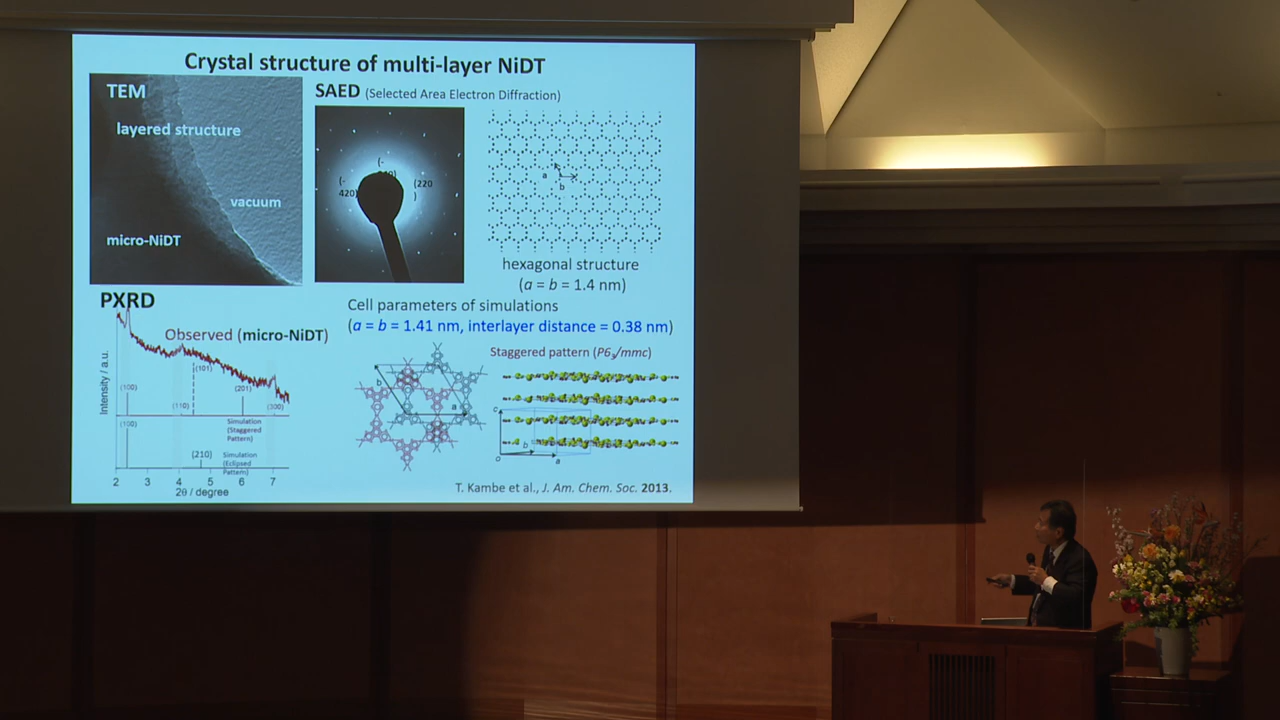 Crystal structure of multi-layer NiDT
TEM
layered structure
vacuum
micro-NiDT
SAED (Selected Area Electron Diffraction)
(-
(-
420)
(220
)
a
b
hexagonal structure
(a = b = 1.4 nm)
PXRD
Observed (micro-NiDT)
Intensity / a.u.
(100)
(110)
(101)
(201)
(300)
Simulation
(Staggered
Pattern)
(100)
(210)
Simulation
(Eclipsed
Pattern)
2 3 4 5 6 7
2θ / degree
Cell parameters of simulations
(a = b = 1.41 nm, interlayer distance = 0.38 nm)
b
a
Staggered pattern (P6₃/mmc)
c
b
o
a
T. Kambe et al., J. Am. Chem. Soc. 2013.